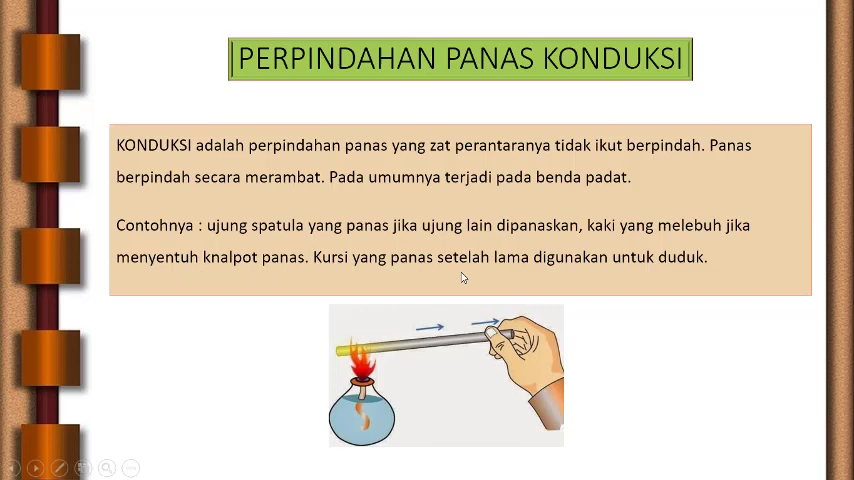 PERPINDAHAN PANAS KONDUKSI
KONDUKSI adalah perpindahan panas yang zat perantaranya tidak ikut berpindah. Panas
berpindah secara merambat. Pada umumnya terjadi pada benda padat.
Contohnya : ujung spatula yang panas jika ujung lain dipanaskan, kaki yang melebuh jika
menyentuh knalpot panas. Kursi yang panas setelah lama digunakan untuk duduk.